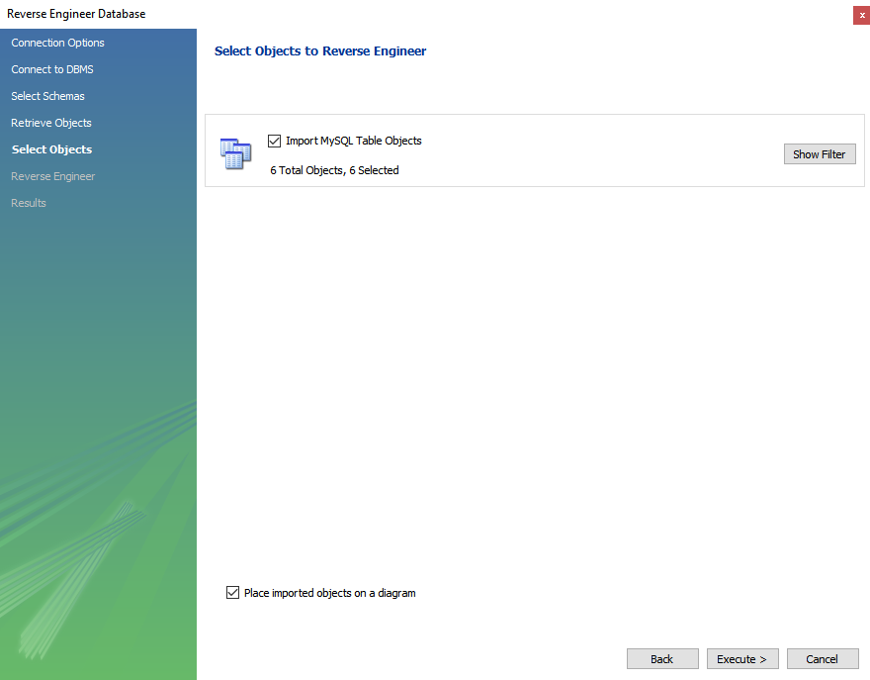 Reverse Engineer Database
x
Connection Options
Connect to DBMS
Select Schemas
Retrieve Objects
Select Objects
Reverse Engineer
Results
Select Objects to Reverse Engineer
Import MySQL Table Objects
6 Total Objects, 6 Selected
Show Filter
Place imported objects on a diagram
Back
Execute >
Cancel